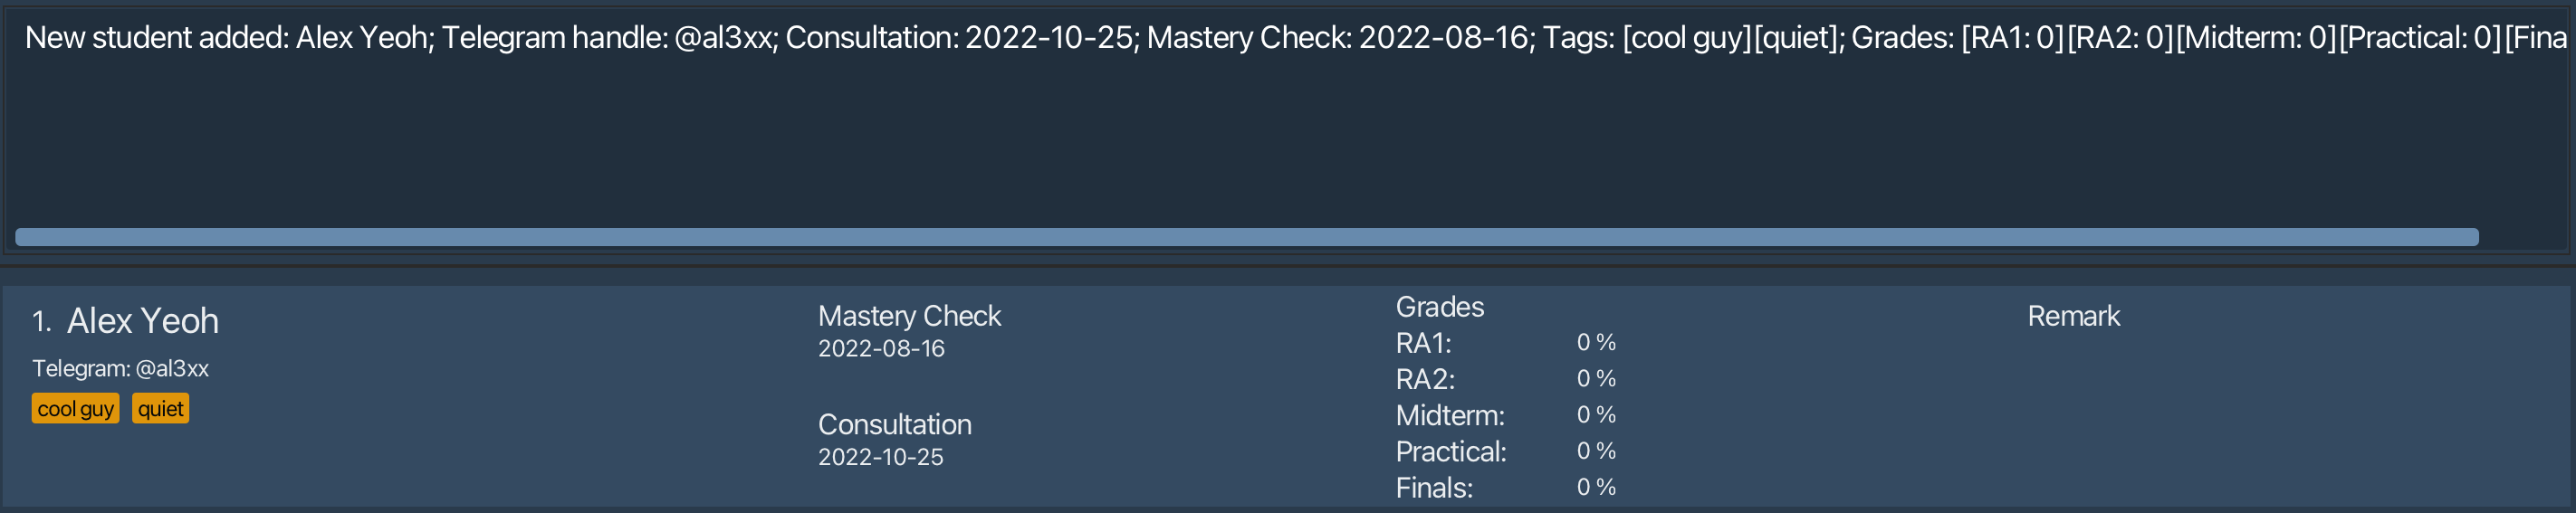 New student added: Alex Yeoh; Telegram handle: @al3xx; Consultation: 2022-10-25; Mastery Check: 2022-08-16; Tags: [cool guy][quiet]; Grades: [RA1: 0][RA2: 0][Midterm: 0][Practical: 0][Fina
1. Alex Yeoh
Telegram: @al3xx
cool guy quiet
Mastery Check
2022-08-16
Consultation
2022-10-25
Grades
RA1: 0 %
RA2: 0 %
Midterm: 0 %
Practical: 0 %
Finals: 0 %
Remark